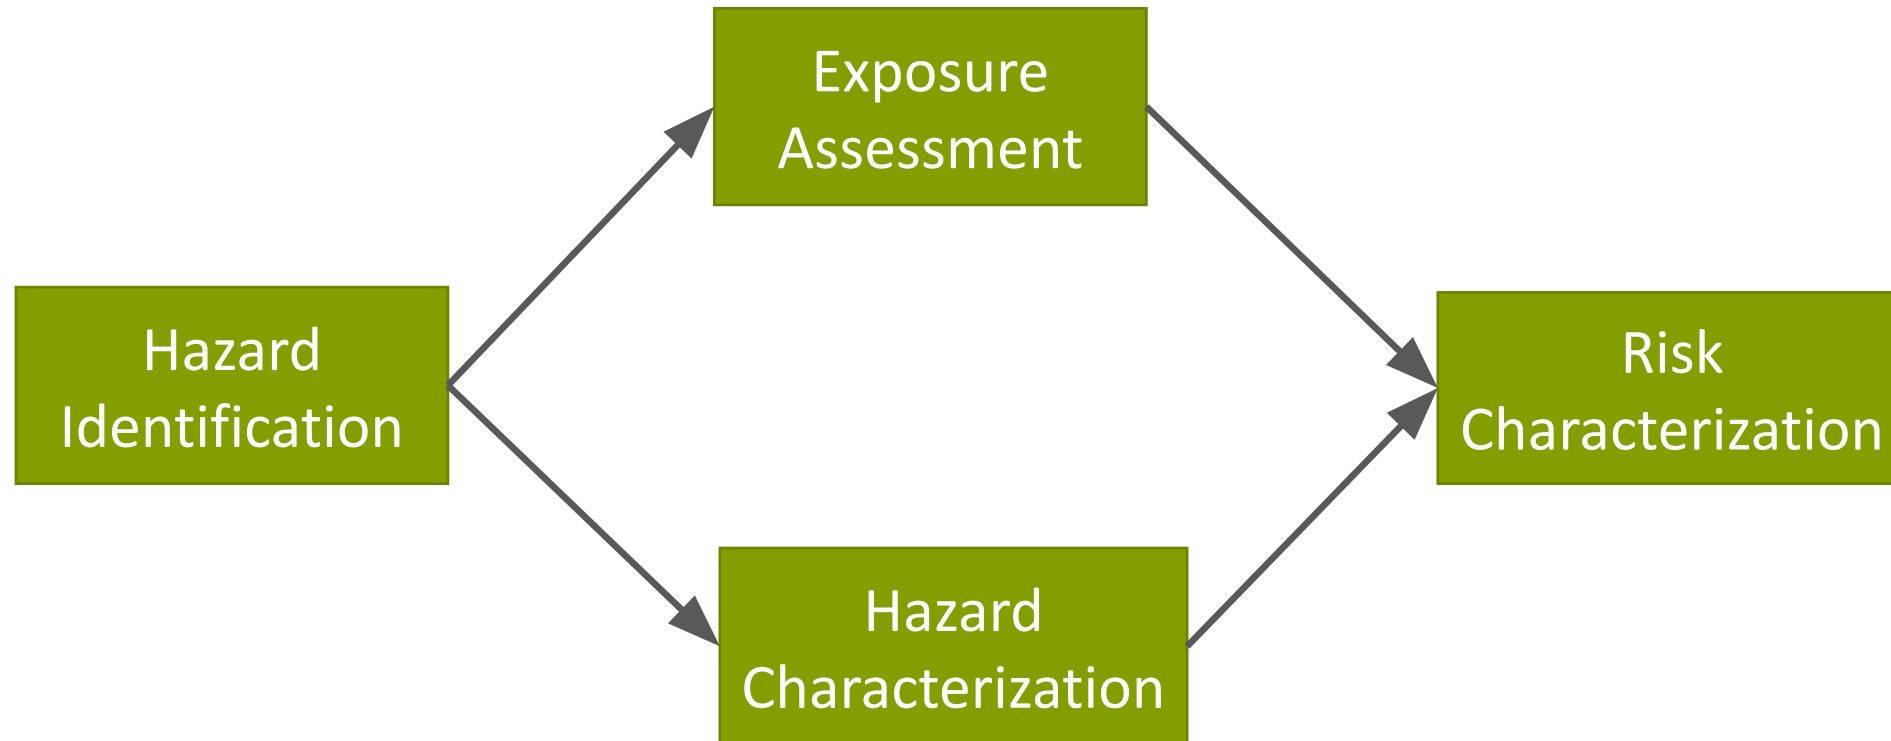 Exposure
Assessment
Hazard
Identification
Risk
Characterization
Hazard
Characterization